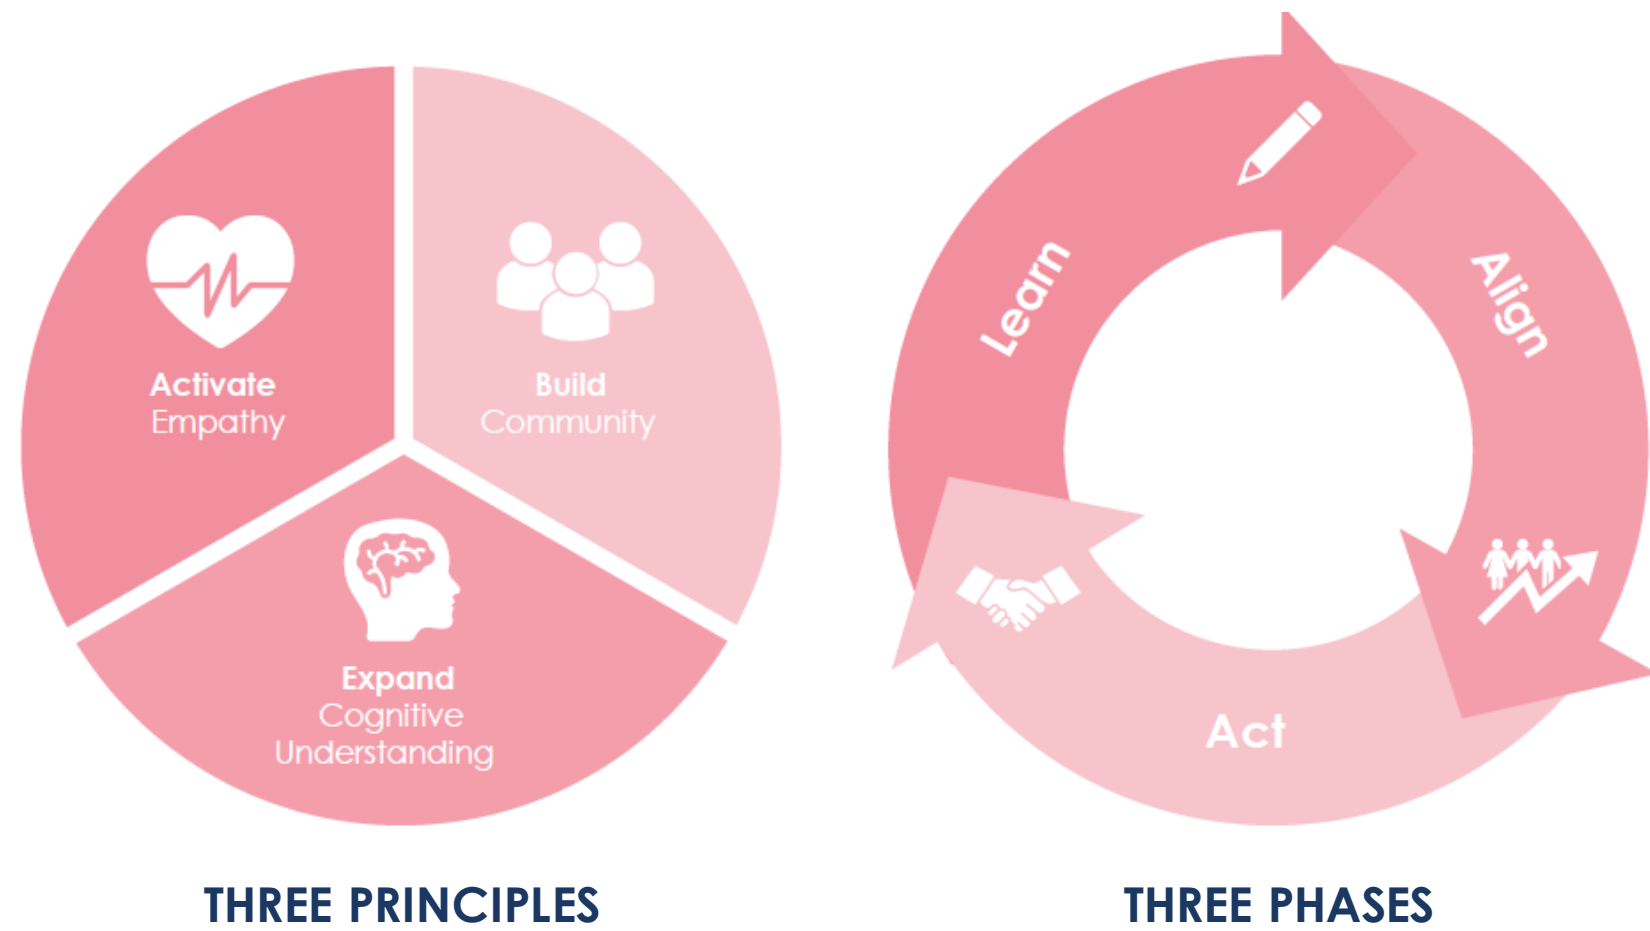 Activate
Empathy
Build
Community
Expand
Cognitive
Understanding
THREE PRINCIPLES
Learn
Align
Act
THREE PHASES